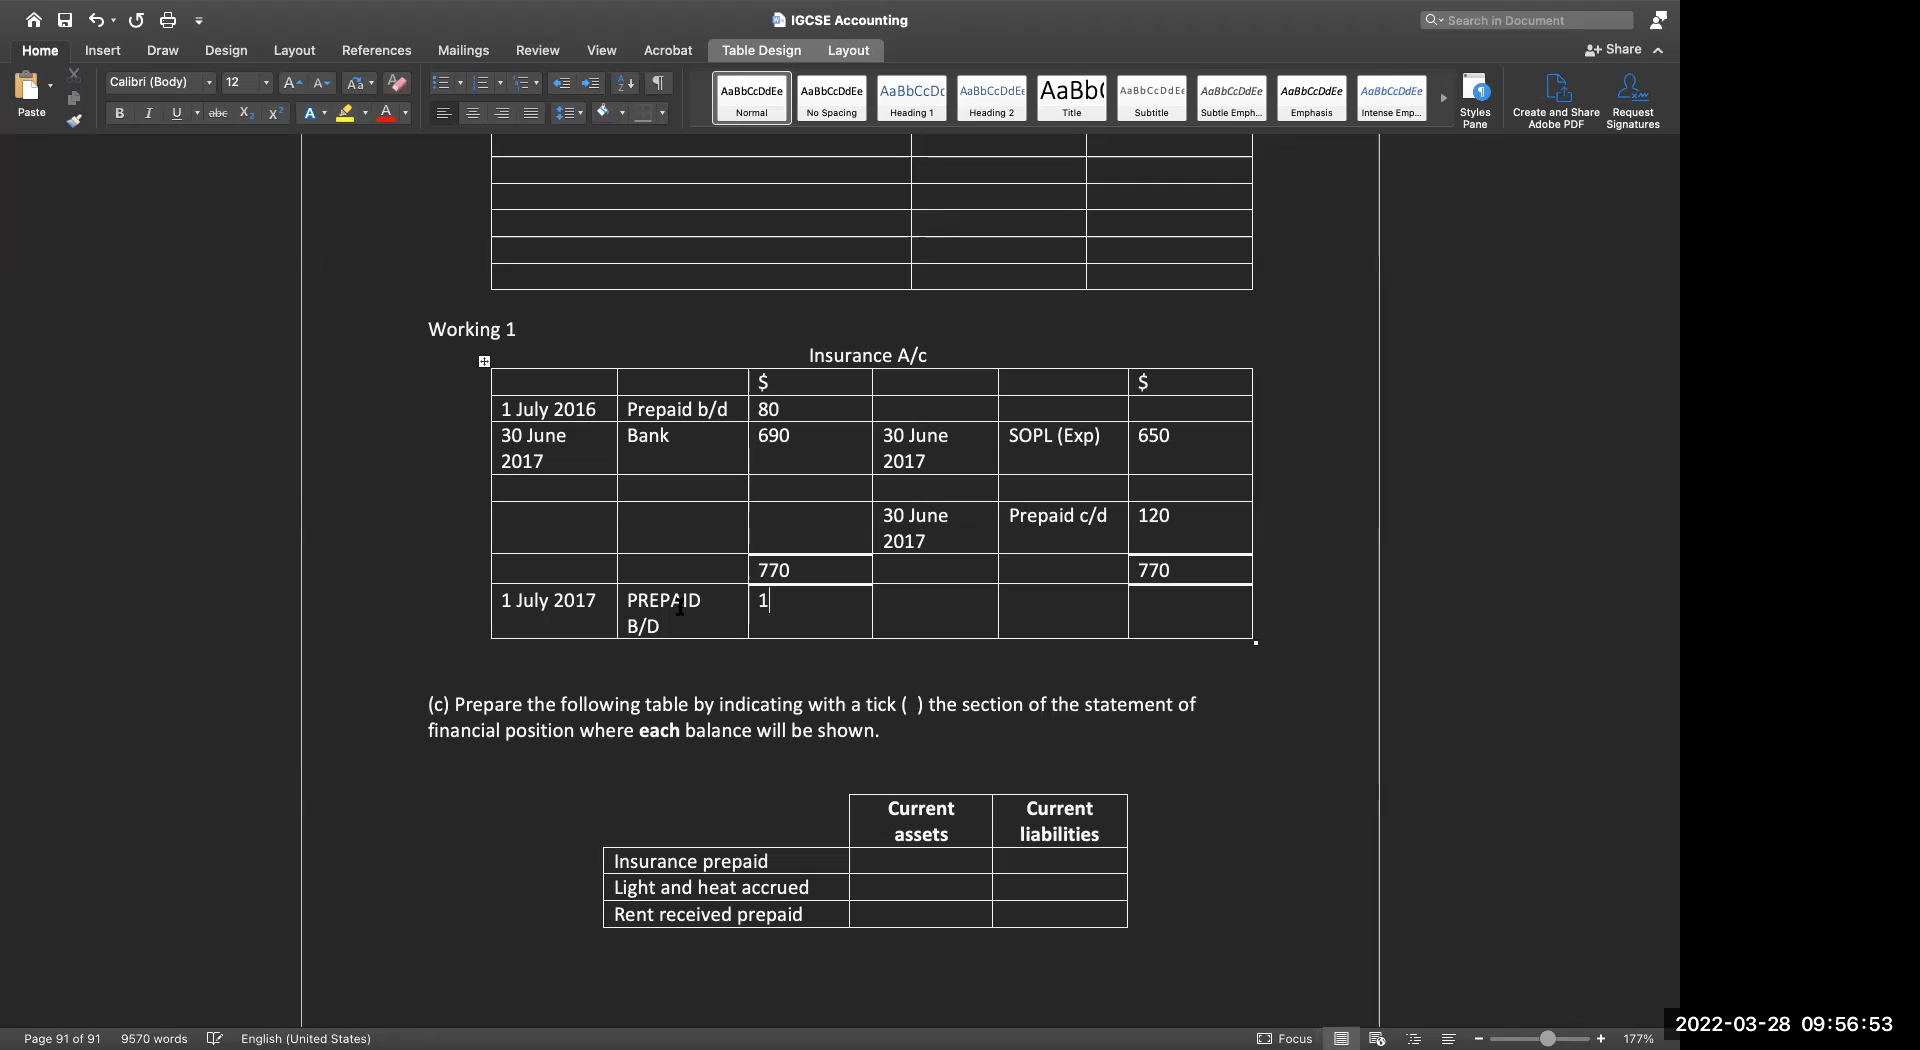 IGCSE Accounting
Search in Document
Home Insert Draw Design Layout References Mailings Review View Acrobat Table Design Layout
Share
Paste
Calibri (Body) 12
AaBbCcDdEe AaBbCcDdEe AaBbCcDc AaBbCcDdEe AaBb( AaBbCcDdEe AaBbCcDdEe AaBbCcDdEe AaBbCcDdEe
Normal No Spacing Heading 1 Heading 2 Title Subtitle Subtle Emph... Emphasis Intense Emp...
Styles Pane
Create and Share Adobe PDF
Request Signatures
Working 1
Insurance A/c
$ $
1 July 2016 Prepaid b/d 80
30 June 2017 Bank 690 30 June 2017 SOPL (Exp) 650
30 June 2017 Prepaid c/d 120
770 770
1 July 2017 PREPAID B/D 1
(c) Prepare the following table by indicating with a tick ( ) the section of the statement of
financial position where each balance will be shown.
Current assets Current liabilities
Insurance prepaid
Light and heat accrued
Rent received prepaid
Page 91 of 91 9570 words English (United States) Focus 177%
2022-03-28 09:56:53